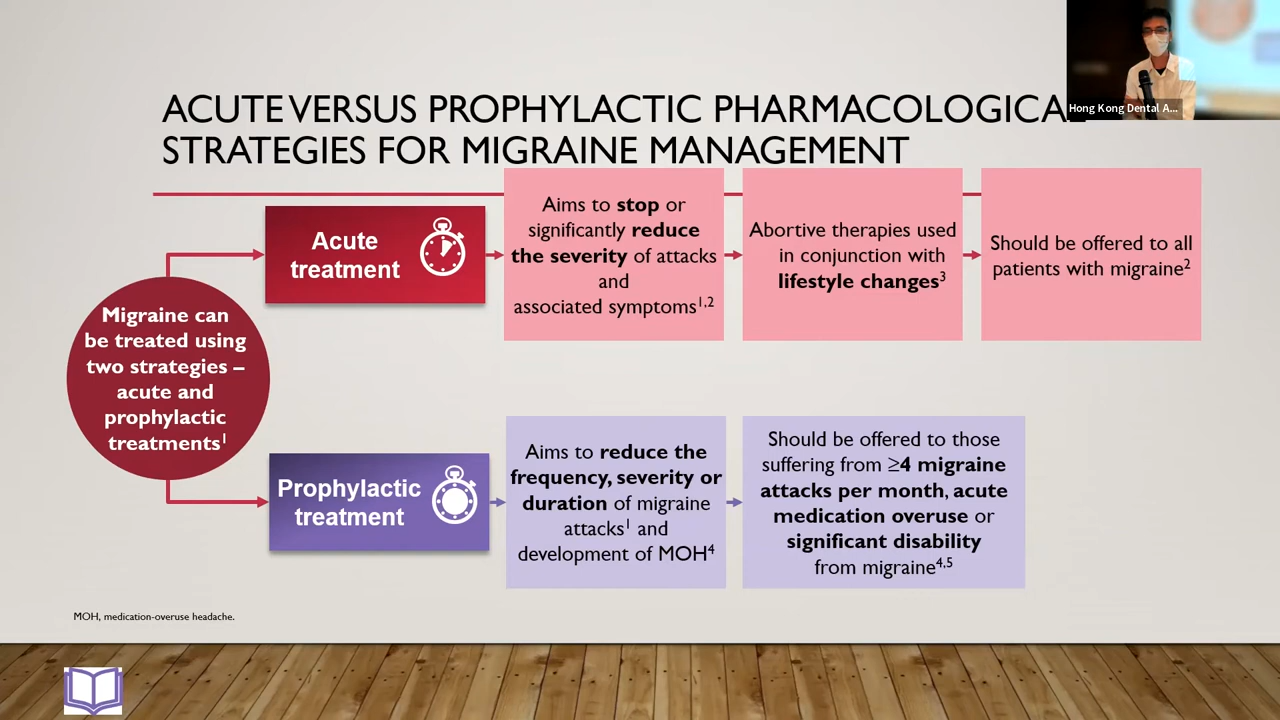 ACUTE VERSUS PROPHYLACTIC PHARMACOLOGICAL
STRATEGIES FOR MIGRAINE MANAGEMENT
Hong Kong Dental A...
Migraine can
be treated using
two strategies –
acute and
prophylactic
treatments1
Acute
treatment
Aims to stop or
significantly reduce
the severity of attacks
and
associated symptoms1,2
Abortive therapies used
in conjunction with
lifestyle changes3
Should be offered to all
patients with migraine2
Prophylactic
treatment
Aims to reduce the
frequency, severity or
duration of migraine
attacks1 and
development of MOH4
Should be offered to those
suffering from ≥4 migraine
attacks per month, acute
medication overuse or
significant disability
from migraine4,5
MOH, medication-overuse headache.